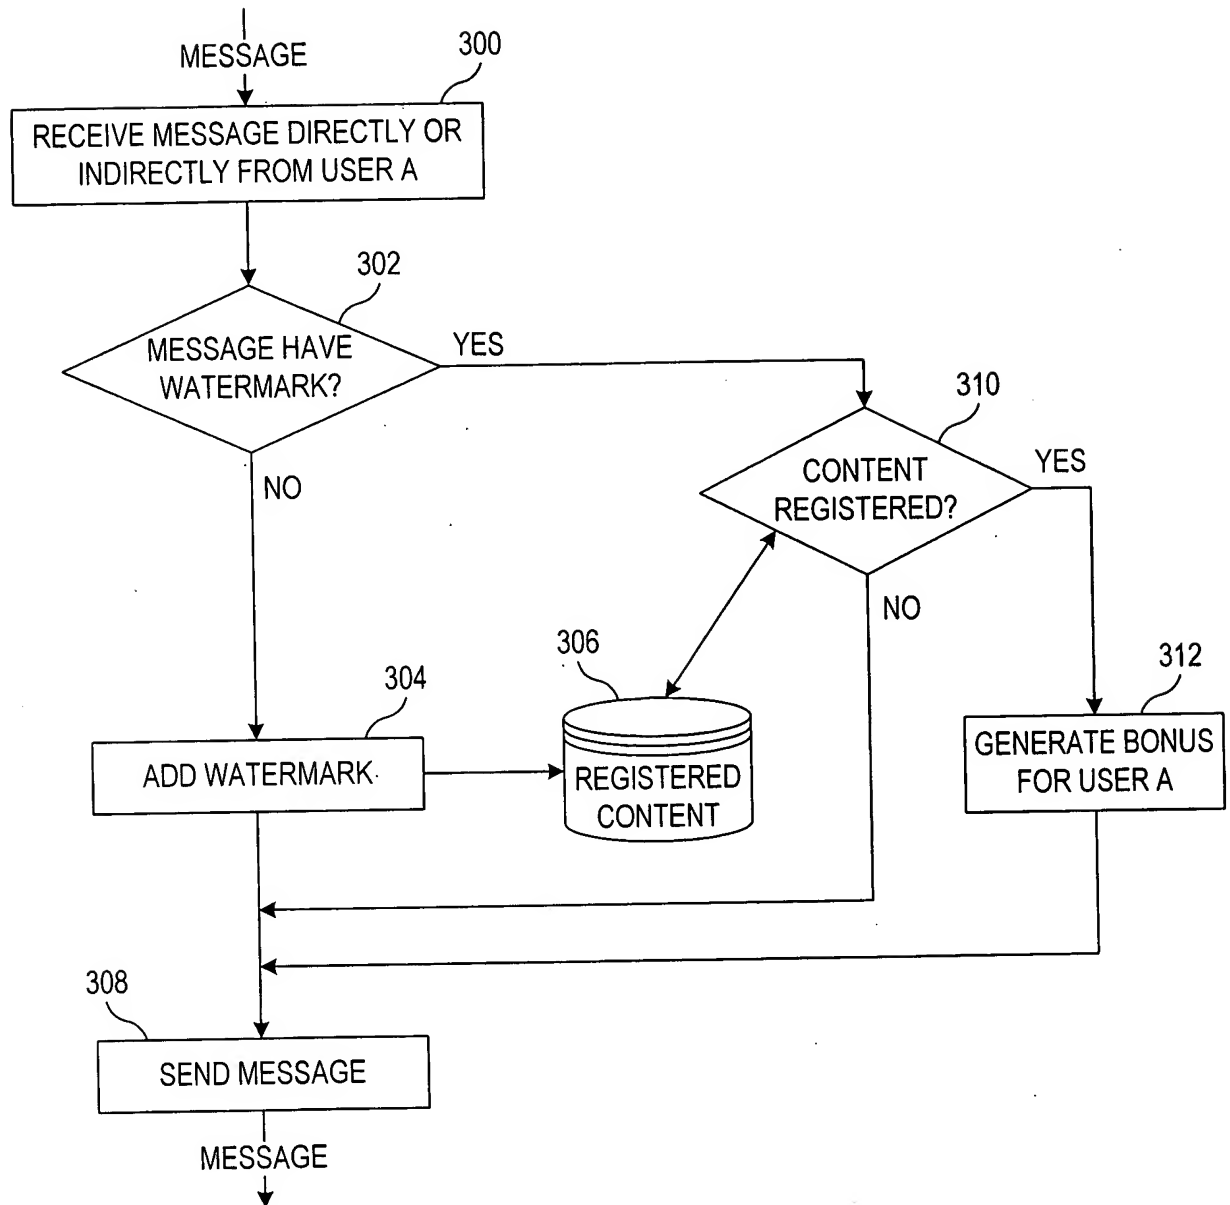 MESSAGE
300
RECEIVE MESSAGE DIRECTLY OR
INDIRECTLY FROM USER A
302
MESSAGE HAVE
WATERMARK?
YES
NO
310
CONTENT
REGISTERED?
YES
NO
304
ADD WATERMARK
306
REGISTERED
CONTENT
312
GENERATE BONUS
FOR USER A
308
SEND MESSAGE
MESSAGE